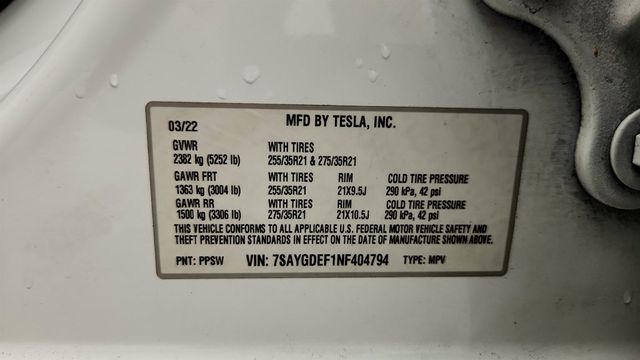 03/22 MFD BY TESLA, INC.
GVWR WITH TIRES
2382 kg (5252 lb) 255/35R21 & 275/35R21
GAWR FRT WITH TIRES RIM COLD TIRE PRESSURE
1363 kg (3004 lb) 255/35R21 21X9.5J 290 kPa, 42 psi
GAWR RR WITH TIRES RIM COLD TIRE PRESSURE
1500 kg (3306 lb) 275/35R21 21X10.5J 290 kPa, 42 psi
THIS VEHICLE CONFORMS TO ALL APPLICABLE U.S. FEDERAL MOTOR VEHICLE SAFETY AND
THEFT PREVENTION STANDARDS IN EFFECT ON THE DATE OF MANUFACTURE SHOWN ABOVE.
PNT: PPSW VIN: 7SAYGDEF1NF404794 TYPE: MPV